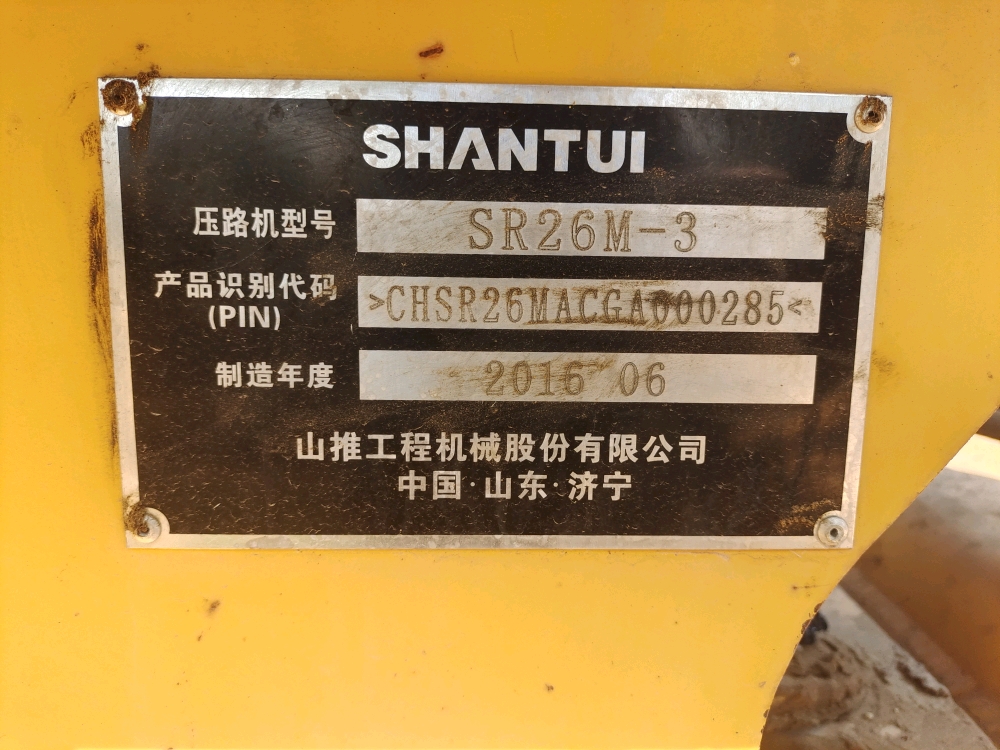 SHANTUI
压路机型号 SR26M-3
产品识别代码 >CHSR26MACGA000285<
(PIN)
制造年度 2016 06
山推工程机械股份有限公司
中国·山东·济宁